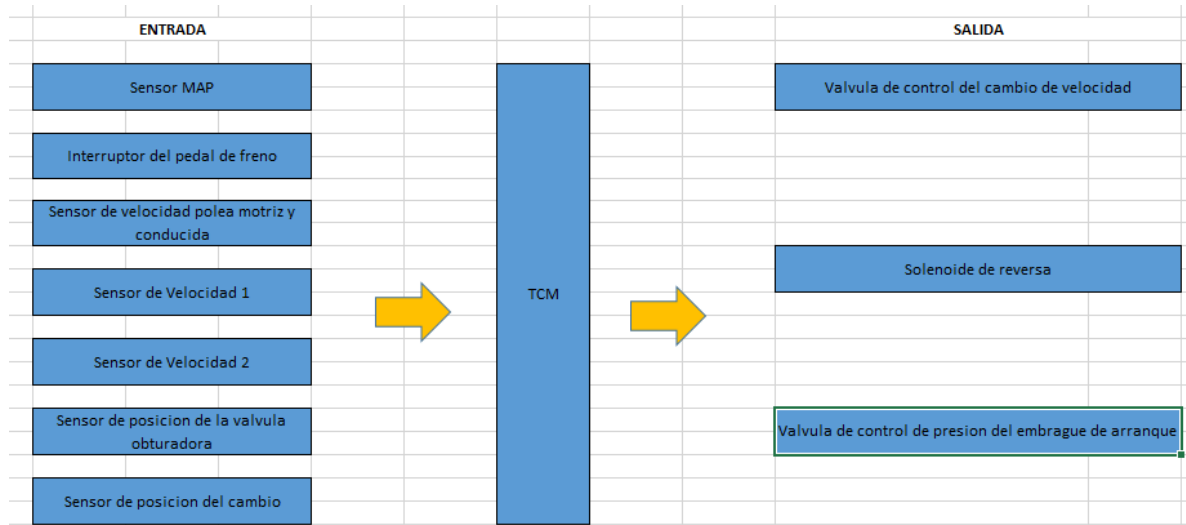 ENTRADA
SALIDA
Sensor MAP
Interruptor del pedal de freno
Sensor de velocidad polea motriz y
conducida
Sensor de Velocidad 1
Sensor de Velocidad 2
Sensor de posicion de la valvula
obturadora
Sensor de posicion del cambio
TCM
Valvula de control del cambio de velocidad
Solenoide de reversa
Valvula de control de presion del embrague de arranque